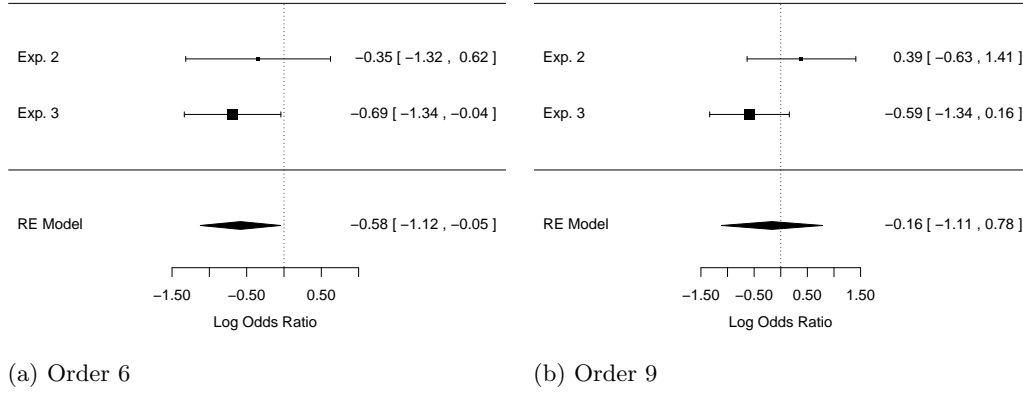 Exp. 2 −0.35 [ −1.32 , 0.62 ]
Exp. 3 −0.69 [ −1.34 , −0.04 ]
RE Model −0.58 [ −1.12 , −0.05 ]
−1.50 −0.50 0.50
Log Odds Ratio
(a) Order 6
Exp. 2 0.39 [ −0.63 , 1.41 ]
Exp. 3 −0.59 [ −1.34 , 0.16 ]
RE Model −0.16 [ −1.11 , 0.78 ]
−1.50 −0.50 0.50 1.50
Log Odds Ratio
(b) Order 9